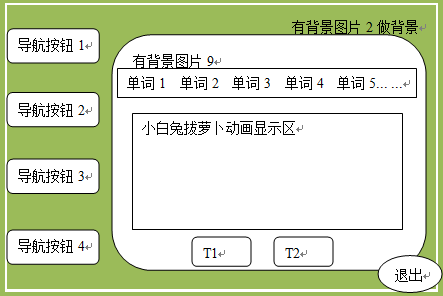 有背景图片 2 做背景
导航按钮 1
有背景图片 9
单词 1 单词 2 单词 3 单词 4 单词 5... ...
导航按钮 2
小白兔拔萝卜动画显示区
导航按钮 3
导航按钮 4
T1
T2
退出